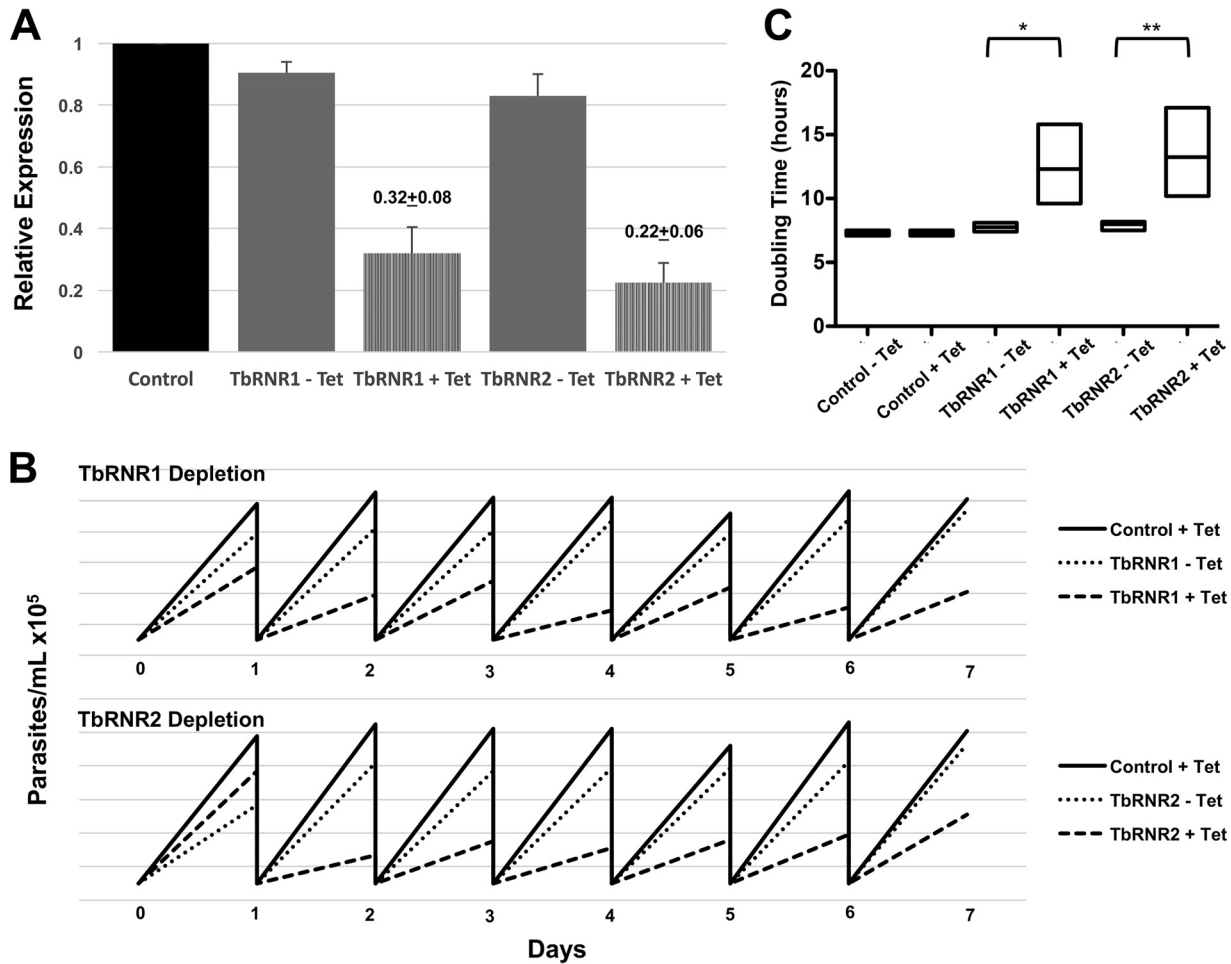 A
Relative Expression
1
0.8
0.6
0.4
0.2
0
0.32±0.08
0.22±0.06
Control
TbRNR1 - Tet
TbRNR1 + Tet
TbRNR2 - Tet
TbRNR2 + Tet
C
*
**
Doubling Time (hours)
20
15
10
5
0
Control - Tet
Control + Tet
TbRNR1 - Tet
TbRNR1 + Tet
TbRNR2 - Tet
TbRNR2 + Tet
B
Parasites/mL x10⁵
TbRNR1 Depletion
0 1 2 3 4 5 6 7
Control + Tet
TbRNR1 - Tet
TbRNR1 + Tet
TbRNR2 Depletion
0 1 2 3 4 5 6 7
Control + Tet
TbRNR2 - Tet
TbRNR2 + Tet
Days